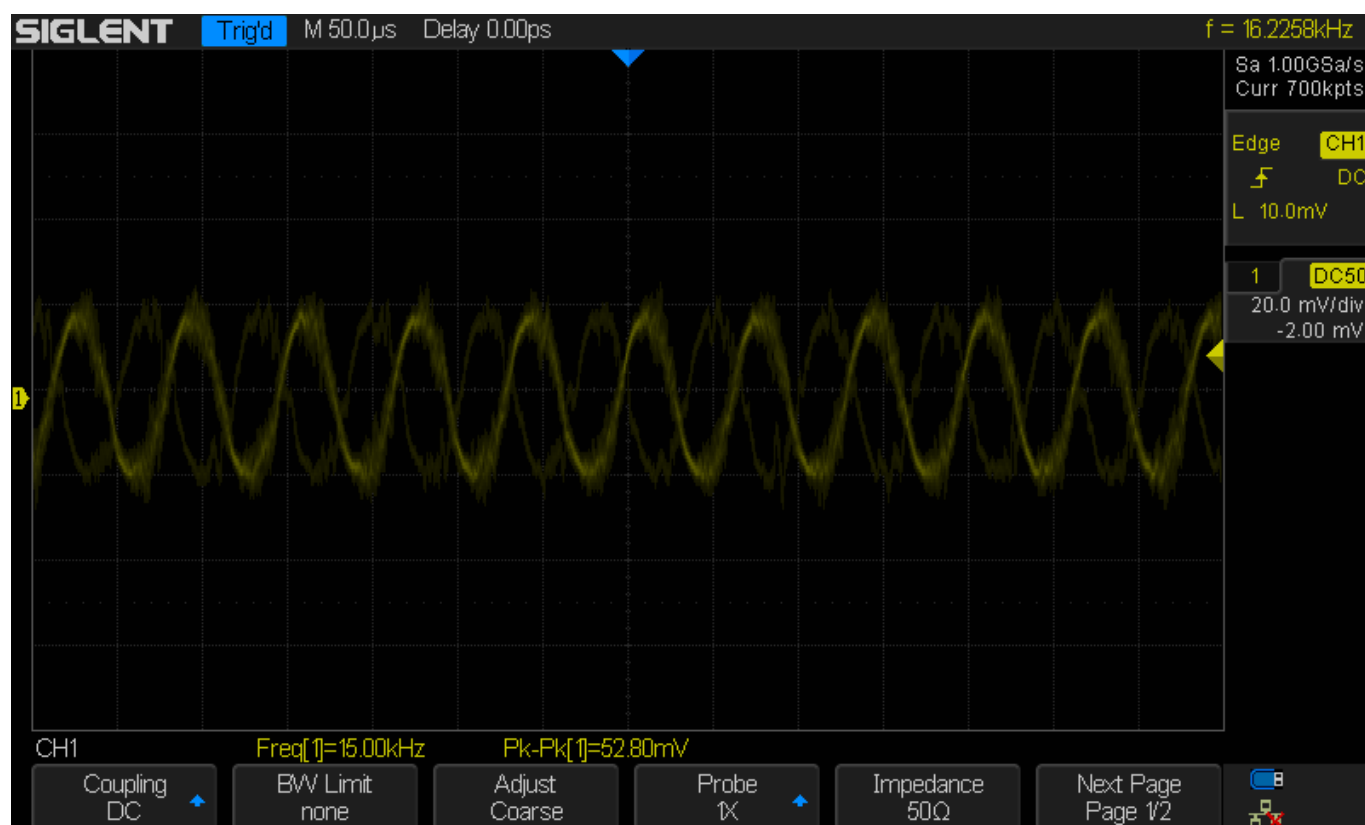 SIGLENT Trig'd M 50.0µs Delay 0.00ps f = 16.2258kHz
Sa 1.00GSa/s
Curr 700kpts
Edge CH1
DC
L 10.0mV
1 DC50
20.0 mV/div
-2.00 mV
1
CH1 Freq[1]=15.00kHz Pk-Pk[1]=52.80mV
Coupling BW Limit Adjust Probe Impedance Next Page
DC none Coarse 1X 50Ω Page 1/2